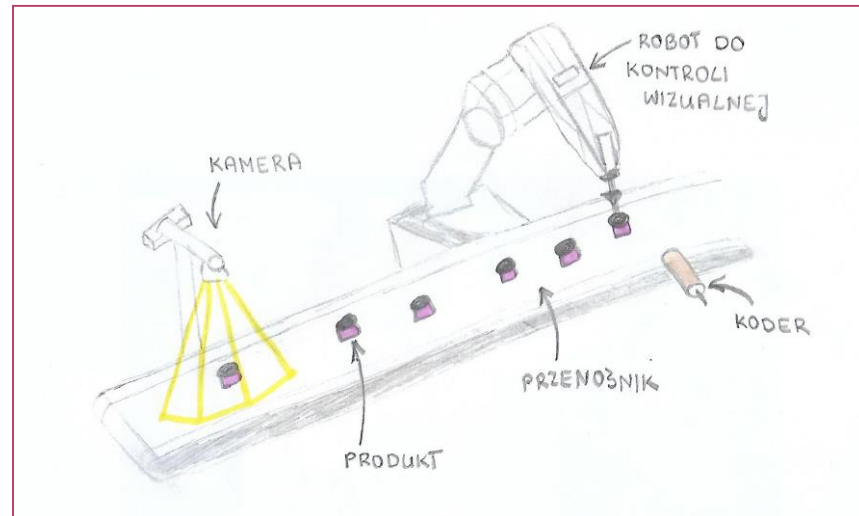 ROBOT DO
KONTROLI
WIZUALNEJ
KAMERA
KODER
PRZENOŚNIK
PRODUKT